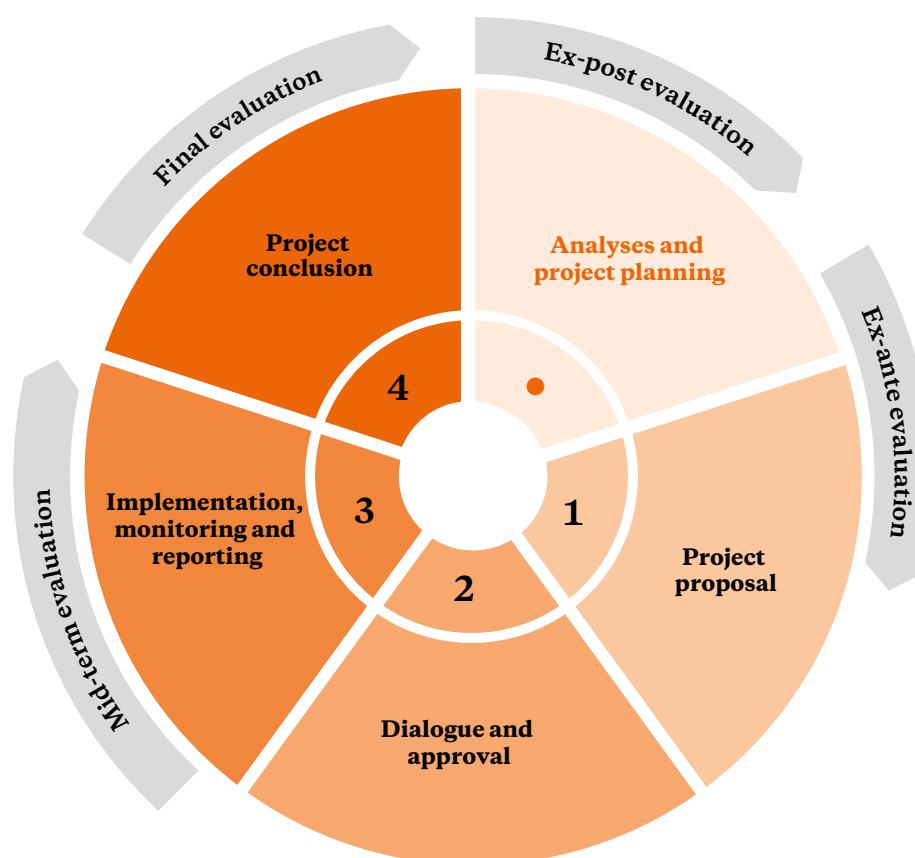 Final evaluation
Ex-post evaluation
Project
conclusion
Analyses and
project planning
Ex-ante evaluation
4
3
1
2
Implementation,
monitoring and
reporting
Project
proposal
Mid-term evaluation
Dialogue and
approval